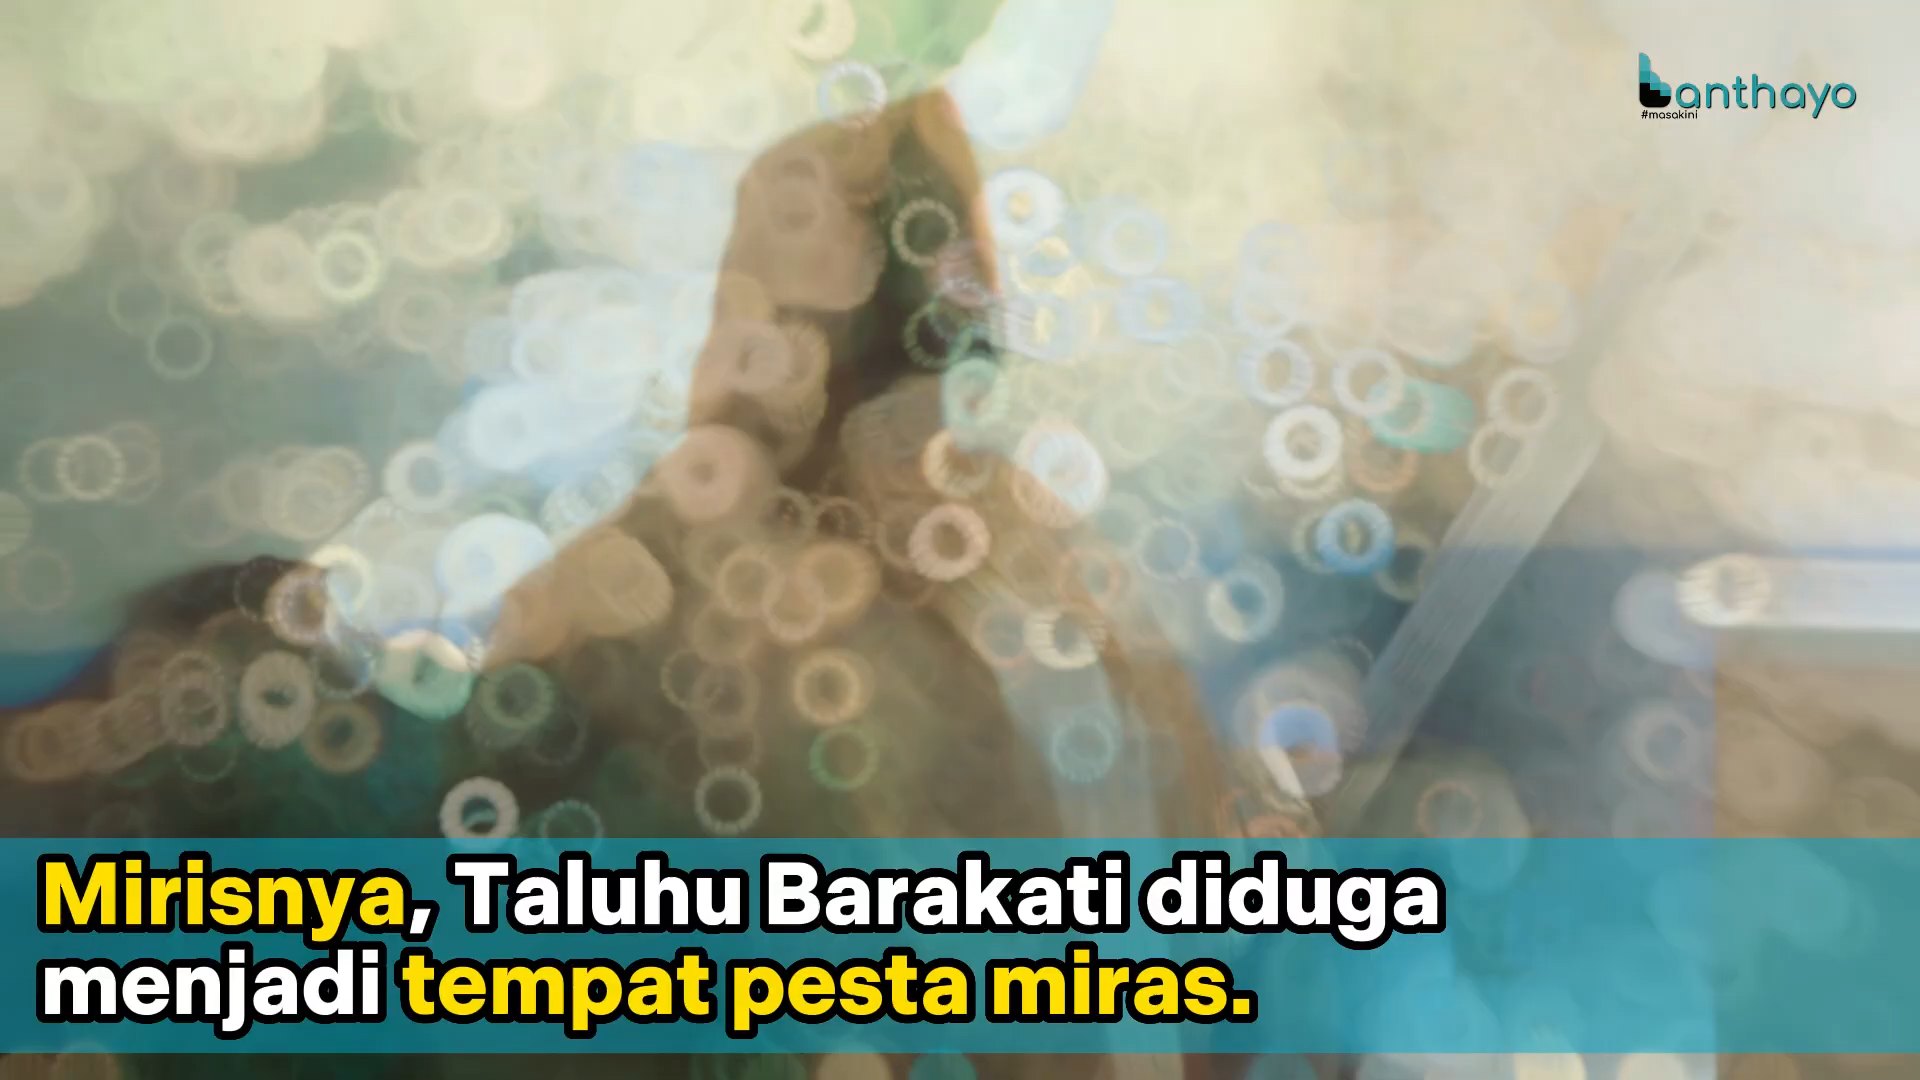 banthayo
#masakini
Mirisnya, Taluhu Barakati diduga
menjadi tempat pesta miras.